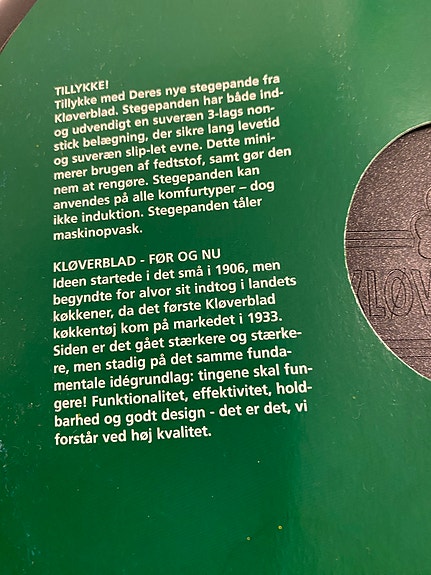 TILLYKKE!
Tillykke med Deres nye stegepande fra
Kløverblad. Stegepanden har både ind-
og udvendigt en suveræn 3-lags non-
stick belægning, der sikre lang levetid
og suveræn slip-let evne. Dette mini-
merer brugen af fedtstof, samt gør den
nem at rengøre. Stegepanden kan
anvendes på alle komfurtyper – dog
ikke induktion. Stegepanden tåler
maskinopvask.
KLØVERBLAD - FØR OG NU
Ideen startede i det små i 1906, men
begyndte for alvor sit indtog i landets
køkkener, da det første Kløverblad
køkkentøj kom på markedet i 1933.
Siden er det gået stærkere og stærke-
re, men stadig på det samme funda-
mentale idégrundlag: tingene skal fun-
gere! Funktionalitet, effektivitet, hold-
barhed og godt design - det er det, vi
forstår ved høj kvalitet.